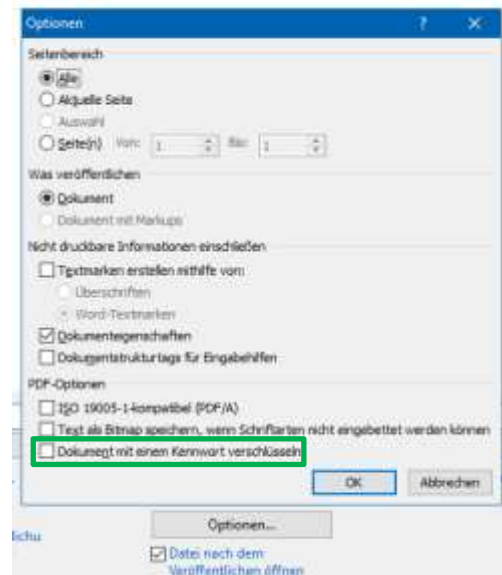 Optionen ? ×
Seitenbereich
Alle
Aktuelle Seite
Auswahl
Seite(n) Von: 1 Bis: 1
Was veröffentlichen
Dokument
Dokument mit Markups
Nicht druckbare Informationen einschließen
Textmarken erstellen mithilfe von:
Überschriften
Word-Textmarken
Dokumenteigenschaften
Dokumentstrukturtags für Eingabehilfen
PDF-Optionen
ISO 19005-1-kompatibel (PDF/A)
Text als Bitmap speichern, wenn Schriftarten nicht eingebettet werden können
Dokument mit einem Kennwort verschlüsseln
OK Abbrechen
Optionen...
lichu
Datei nach dem
Veröffentlichen öffnen